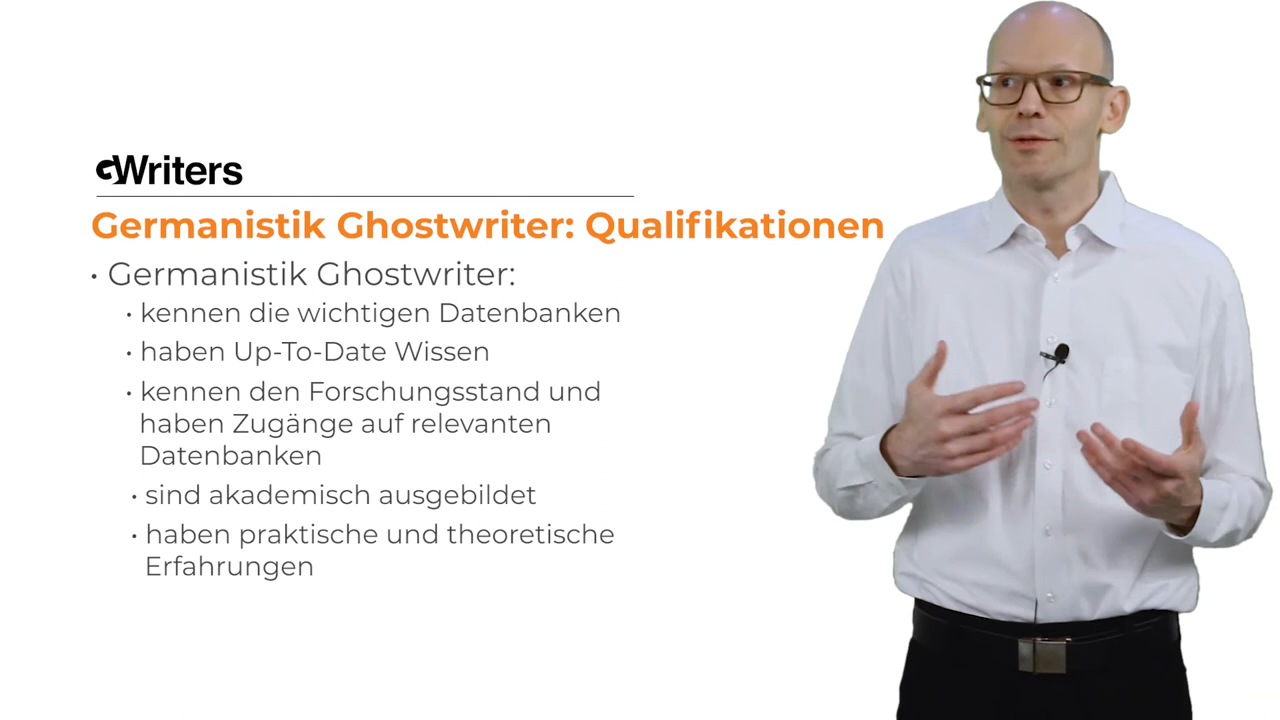 GWriters
Germanistik Ghostwriter: Qualifikationen
• Germanistik Ghostwriter:
• kennen die wichtigen Datenbanken
• haben Up-To-Date Wissen
• kennen den Forschungsstand und
haben Zugänge auf relevanten
Datenbanken
• sind akademisch ausgebildet
• haben praktische und theoretische
Erfahrungen